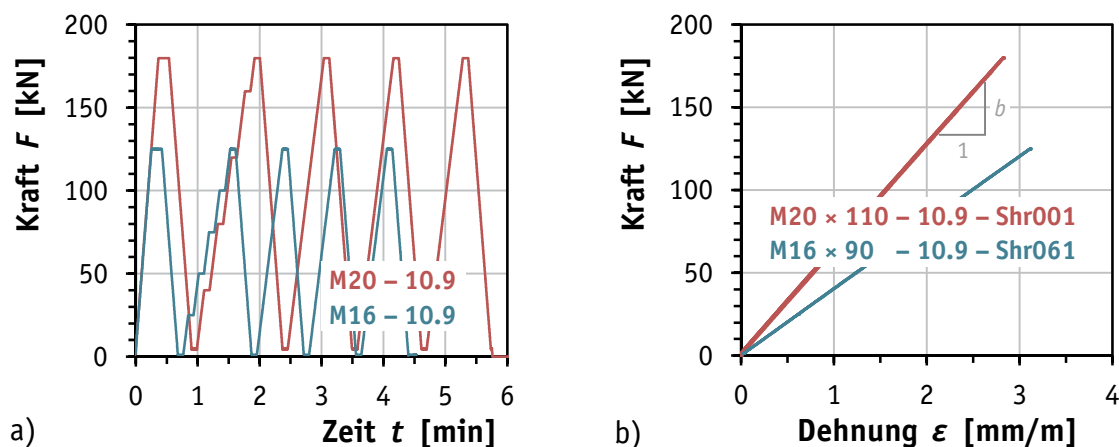 Kraft F [kN]
200
150
100
50
0
M20 – 10.9
M16 – 10.9
0 1 2 3 4 5 6
a) Zeit t [min]
Kraft F [kN]
200
150
100
50
0
b
1
M20 × 110 – 10.9 – Shr001
M16 × 90 – 10.9 – Shr061
0 1 2 3 4
b) Dehnung ε [mm/m]